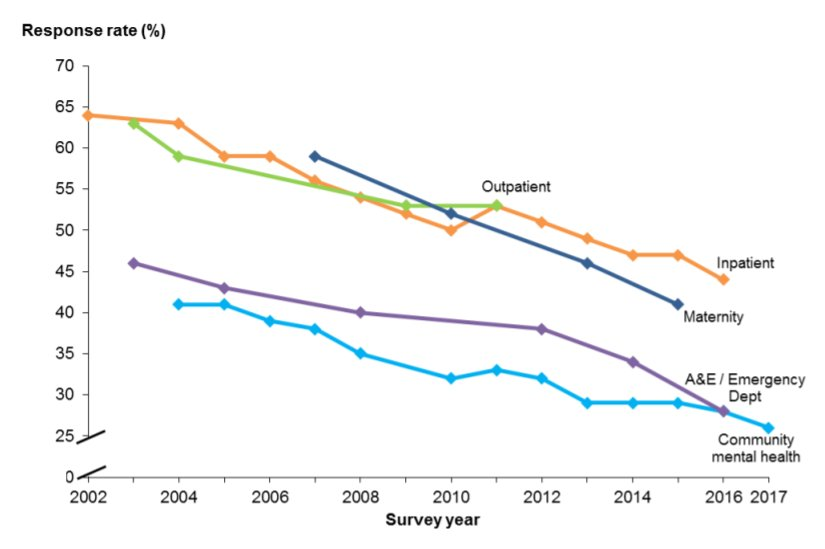 Response rate (%)
70
65
60
55
50
45
40
35
30
25
0
Outpatient
Inpatient
Maternity
A&E / Emergency
Dept
Community
mental health
2002 2004 2006 2008 2010 2012 2014 2016 2017
Survey year